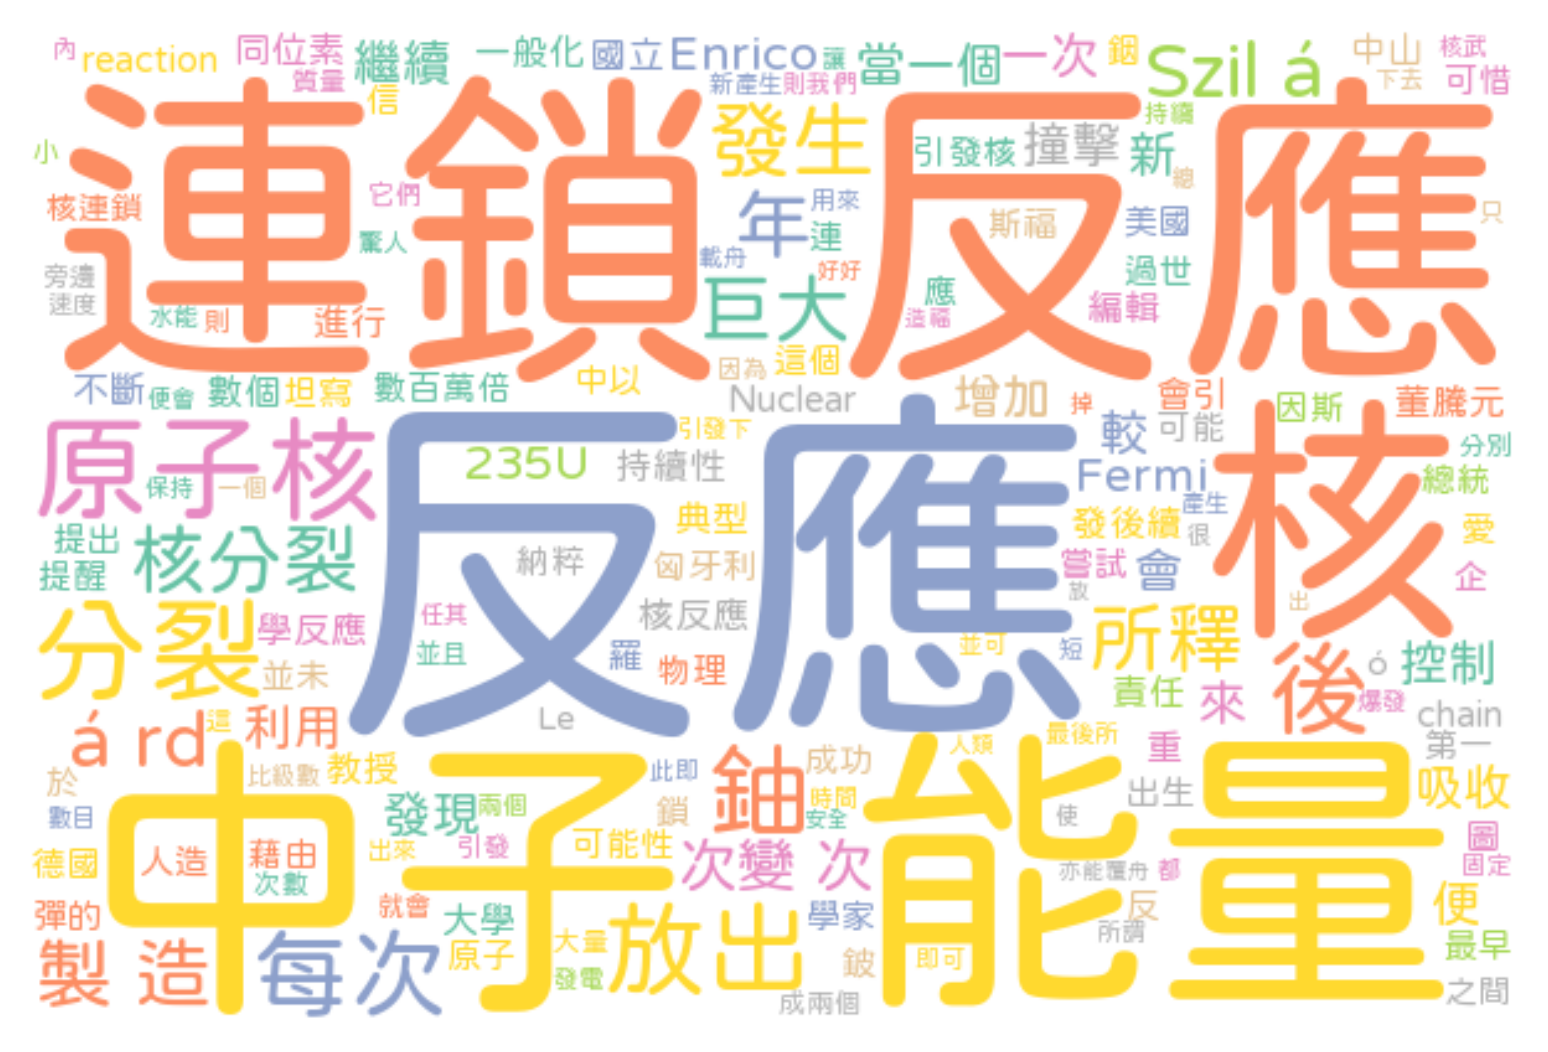 內 reaction 同位素 繼續 一般化 國立 Enrico 讓 當一個 一次 銦 Szil á 中山 核武
質量 信 新產生 則我們 下去 可惜
連鎖反應 發生 引發核 撞擊 持續 新 總
小 核連鎖 它們 年 用來 斯福 美國 只
驚人 連 載舟 好好 過世
旁邊 速度 水能 則 進行 巨大 應 造福 編輯
不斷 便會 數個 坦寫 數百萬倍 中以 因為 這個 Nuclear 增加 掉 會引 因斯 董騰元
原子核 反應 引發下 較 可能 核 分別
保持 一個 235U 持續性 Fermi 產生 總統
提出 核分裂 典型 發後續 很 愛
提醒 納粹 匈牙利 嘗試 會 放 企 出
分裂 學反應 任其 核反應 並可 短 所釋 後 ó 控制
並未 並且 羅 物理 責任 來 爆發
á rd 這 利用 Le 人類 最後所 重 chain
於 比級數 教授 此即 鈾 成功 第一
數目 中子 發現 兩個 鎖 時間 安全 能量 使 出生 吸收
德國 人造 藉由 次數 出來 引發 可能性 次變 次 亦能覆舟 都 圖 固定
彈的 就會 大學 放出 學家 反 便
製 造 每次 原子 大量 發電 鈹 即可 所謂 最早
成兩個 之間